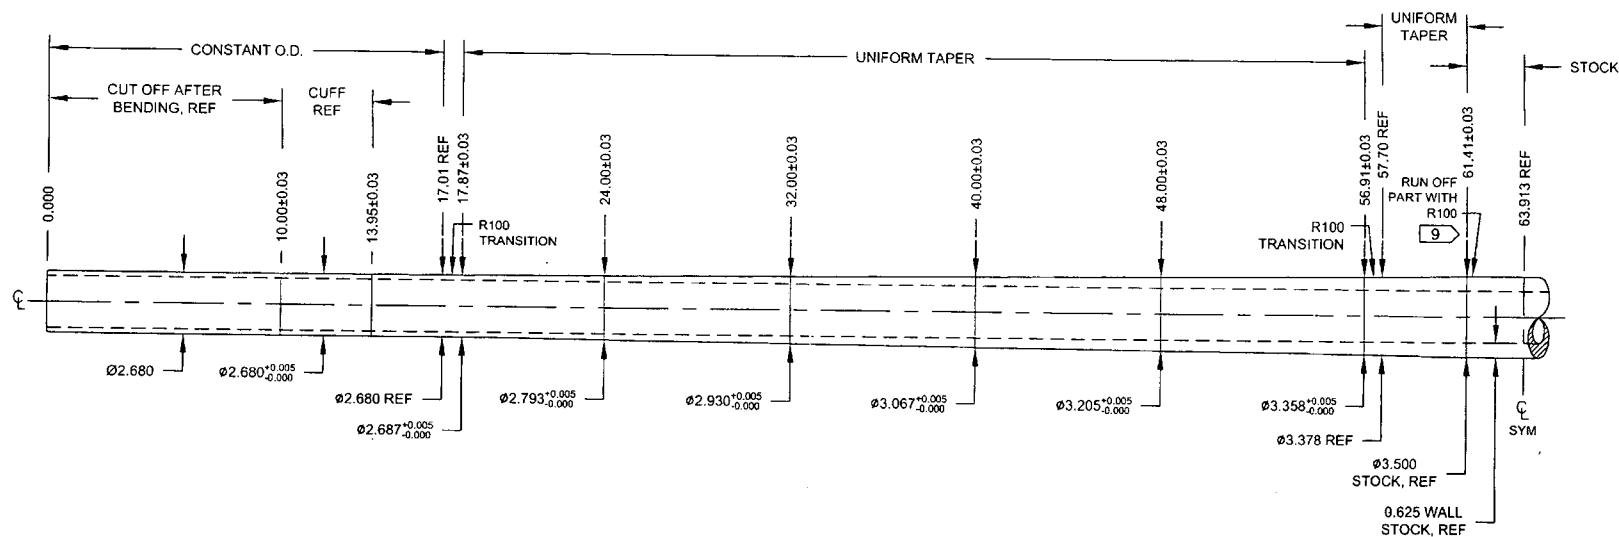 UNIFORM
TAPER
CONSTANT O.D.
UNIFORM TAPER
STOCK
CUT OFF AFTER
BENDING, REF
CUFF
REF
0.000
10.00±0.03
13.95±0.03
17.01 REF
17.87±0.03
24.00±0.03
32.00±0.03
40.00±0.03
48.00±0.03
56.91±0.03
57.70 REF
61.41±0.03
63.913 REF
R100
TRANSITION
R100
TRANSITION
RUN OFF
PART WITH
R100
9
℄
Ø2.680
Ø2.680+0.005 -0.000
Ø2.680 REF
Ø2.687+0.005 -0.000
Ø2.793+0.005 -0.000
Ø2.930+0.005 -0.000
Ø3.067+0.005 -0.000
Ø3.205+0.005 -0.000
Ø3.358+0.005 -0.000
Ø3.378 REF
Ø3.500
STOCK, REF
0.625 WALL
STOCK, REF
℄
SYM